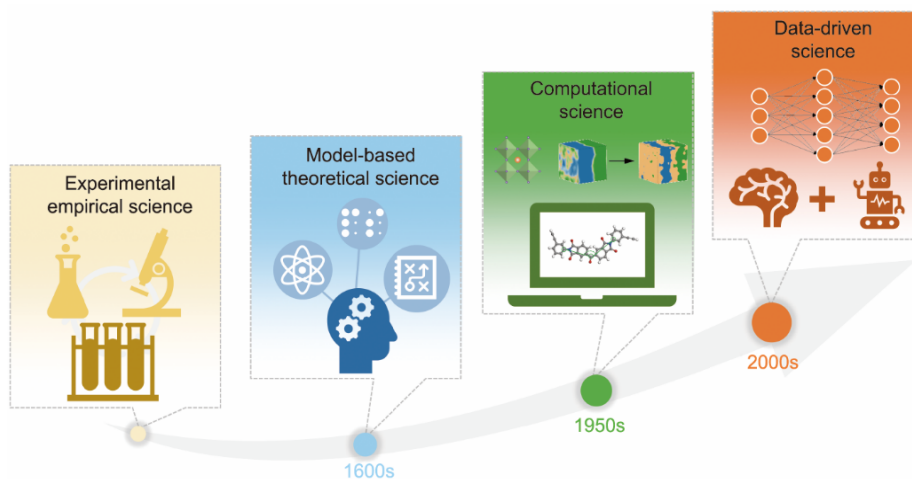 Experimental
empirical science
Model-based
theoretical science
1600s
Computational
science
1950s
Data-driven
science
2000s